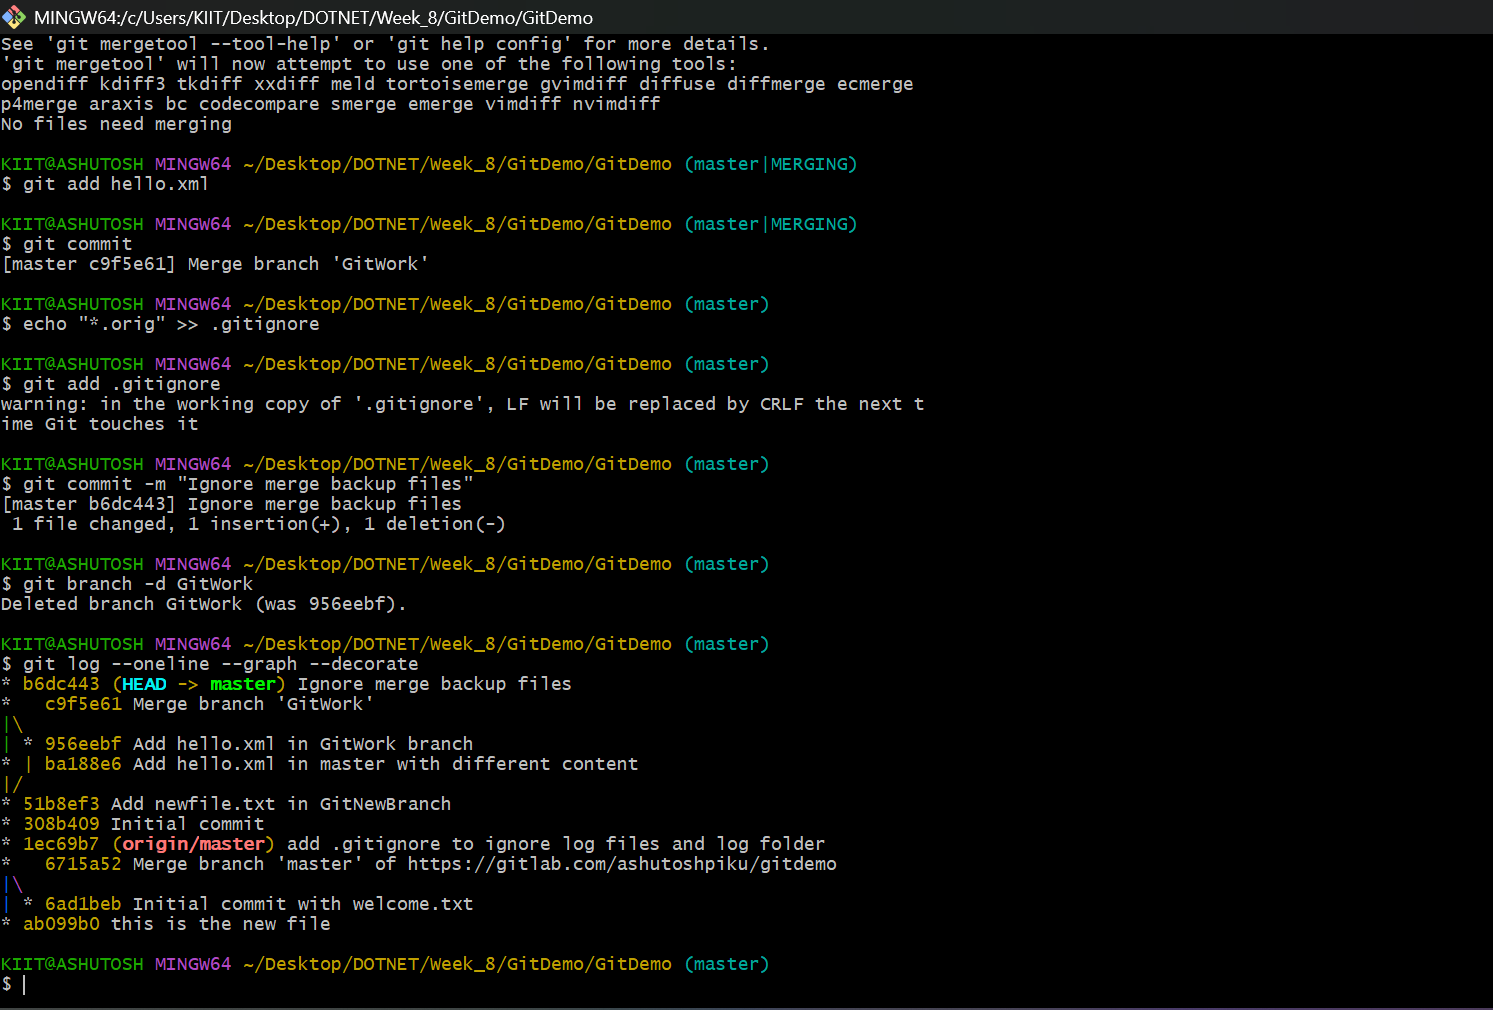 MINGW64:/c/Users/KIIT/Desktop/DOTNET/Week_8/GitDemo/GitDemo
See 'git mergetool --tool-help' or 'git help config' for more details.
'git mergetool' will now attempt to use one of the following tools:
opendiff kdiff3 tkdiff xxdiff meld tortoisemerge gvimdiff diffuse diffmerge ecmerge
p4merge araxis bc codecompare smerge emerge vimdiff nvimdiff
No files need merging

KIIT@ASHUTOSH MINGW64 ~/Desktop/DOTNET/Week_8/GitDemo/GitDemo (master|MERGING)
$ git add hello.xml

KIIT@ASHUTOSH MINGW64 ~/Desktop/DOTNET/Week_8/GitDemo/GitDemo (master|MERGING)
$ git commit
[master c9f5e61] Merge branch 'GitWork'

KIIT@ASHUTOSH MINGW64 ~/Desktop/DOTNET/Week_8/GitDemo/GitDemo (master)
$ echo "*.orig" >> .gitignore

KIIT@ASHUTOSH MINGW64 ~/Desktop/DOTNET/Week_8/GitDemo/GitDemo (master)
$ git add .gitignore
warning: in the working copy of '.gitignore', LF will be replaced by CRLF the next t
ime Git touches it

KIIT@ASHUTOSH MINGW64 ~/Desktop/DOTNET/Week_8/GitDemo/GitDemo (master)
$ git commit -m "Ignore merge backup files"
[master b6dc443] Ignore merge backup files
 1 file changed, 1 insertion(+), 1 deletion(-)

KIIT@ASHUTOSH MINGW64 ~/Desktop/DOTNET/Week_8/GitDemo/GitDemo (master)
$ git branch -d GitWork
Deleted branch GitWork (was 956eebf).

KIIT@ASHUTOSH MINGW64 ~/Desktop/DOTNET/Week_8/GitDemo/GitDemo (master)
$ git log --oneline --graph --decorate
* b6dc443 (HEAD -> master) Ignore merge backup files
*   c9f5e61 Merge branch 'GitWork'
|\
| * 956eebf Add hello.xml in GitWork branch
* | ba188e6 Add hello.xml in master with different content
|/
* 51b8ef3 Add newfile.txt in GitNewBranch
* 308b409 Initial commit
* 1ec69b7 (origin/master) add .gitignore to ignore log files and log folder
*   6715a52 Merge branch 'master' of https://gitlab.com/ashutoshpiku/gitdemo
|\
| * 6ad1beb Initial commit with welcome.txt
* ab099b0 this is the new file

KIIT@ASHUTOSH MINGW64 ~/Desktop/DOTNET/Week_8/GitDemo/GitDemo (master)
$